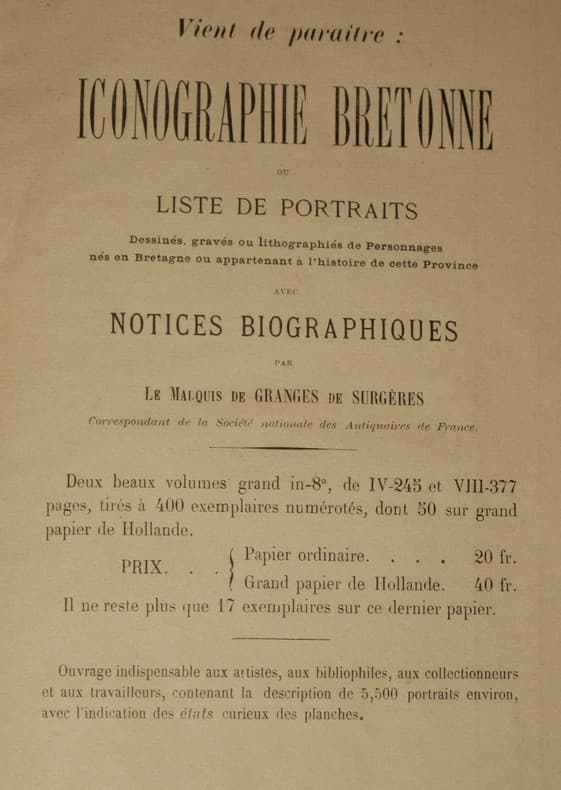 Vient de paraitre :
ICONOGRAPHIE BRETONNE
OU
LISTE DE PORTRAITS
Dessinés, gravés ou lithographiés de Personnages
nés en Bretagne ou appartenant à l'histoire de cette Province
AVEC
NOTICES BIOGRAPHIQUES
PAR
LE MARQUIS DE GRANGES DE SURGÈRES
Correspondant de la Société nationale des Antiquaires de France.
Deux beaux volumes grand in-8°, de IV-245 et VIII-377
pages, tirés à 400 exemplaires numérotés, dont 50 sur grand
papier de Hollande.
PRIX. . . { Papier ordinaire. . . . 20 fr.
Grand papier de Hollande. 40 fr.
Il ne reste plus que 17 exemplaires sur ce dernier papier.
Ouvrage indispensable aux artistes, aux bibliophiles, aux collectionneurs
et aux travailleurs, contenant la description de 5,500 portraits environ,
avec l'indication des états curieux des planches.